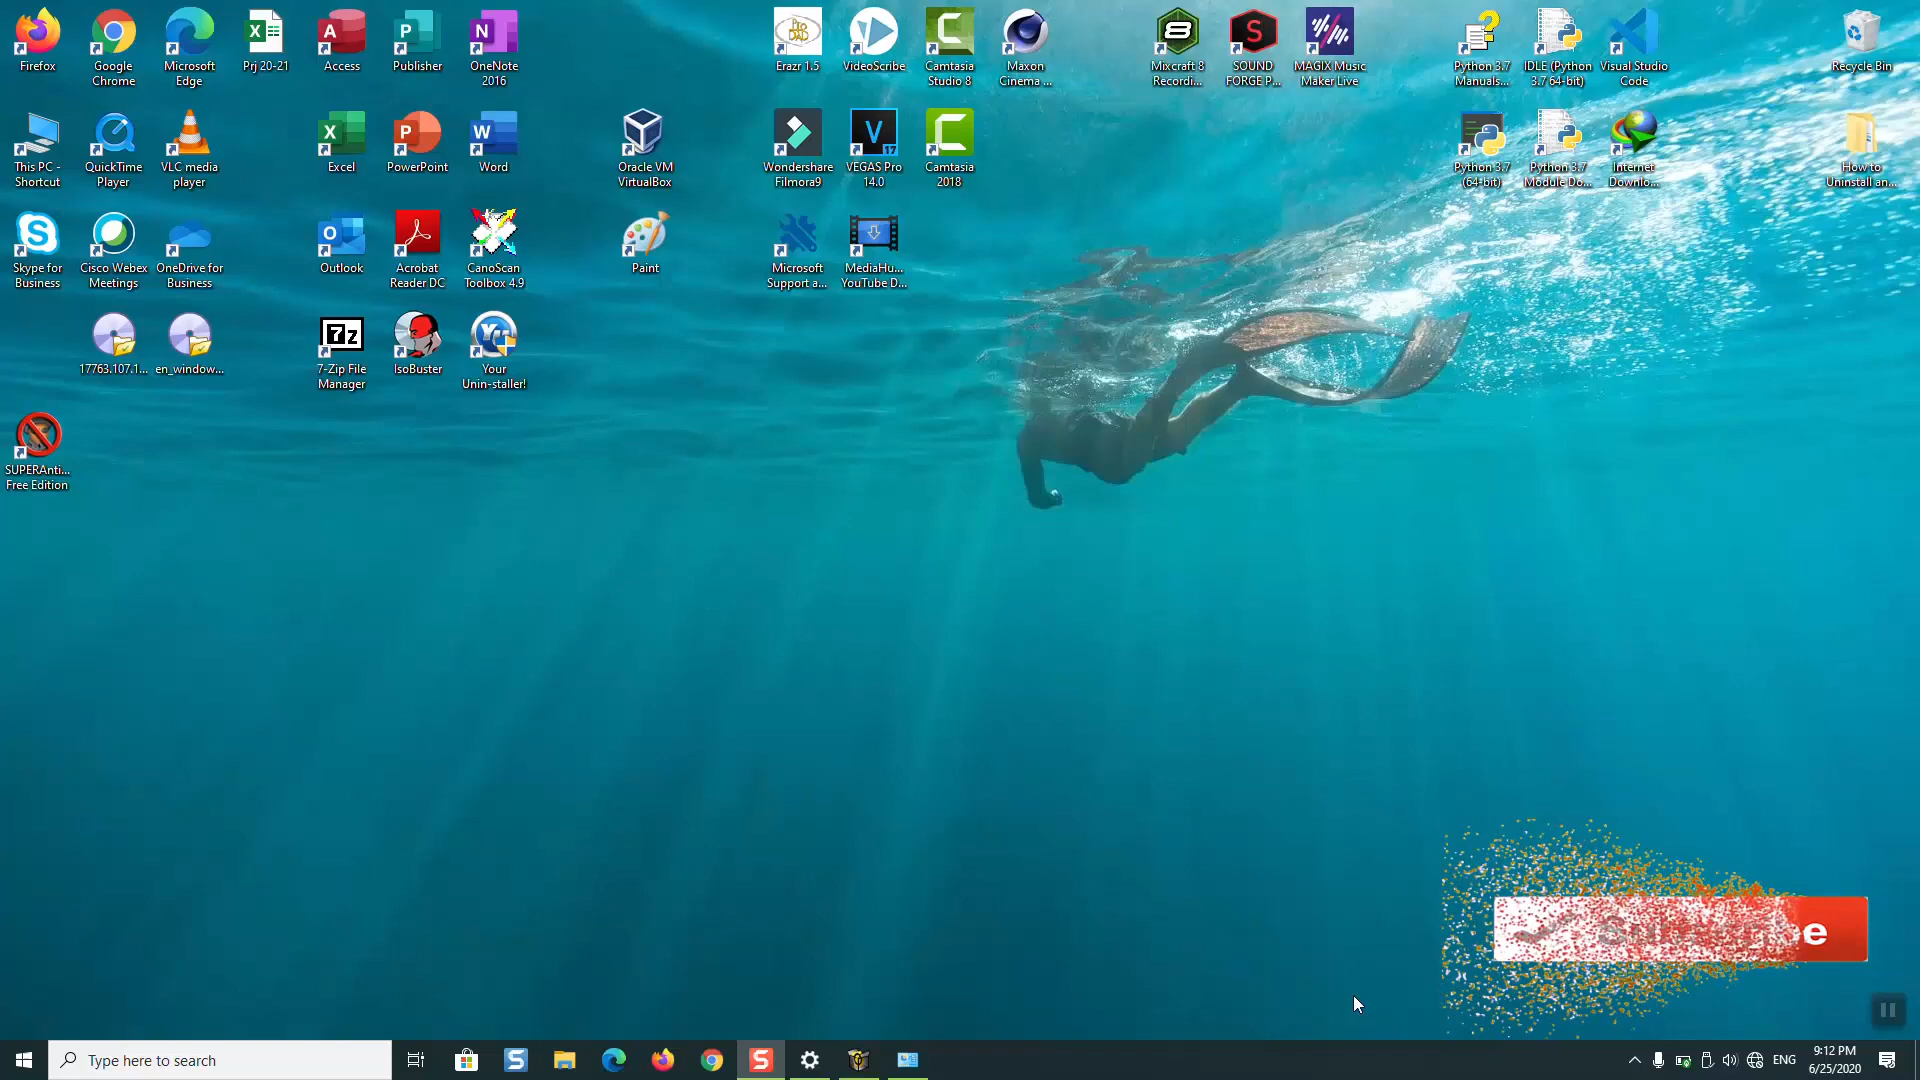 Firefox
Google
Chrome
Microsoft
Edge
Prj 20-21
Access
Publisher
OneNote
2016
Erazr 1.5
VideoScribe
Camtasia
Studio 8
Maxon
Cinema ...
Mixcraft 8
Recordi...
SOUND
FORGE P...
MAGIX Music
Maker Live
Python 3.7
Manuals...
IDLE (Python
3.7 64-bit)
Visual Studio
Code
Recycle Bin
This PC -
Shortcut
QuickTime
Player
VLC media
player
Excel
PowerPoint
Word
Oracle VM
VirtualBox
Wondershare
Filmora9
VEGAS Pro
14.0
Camtasia
2018
Python 3.7
(64-bit)
Python 3.7
Module Do...
Internet
Downlo...
How to
Uninstall an...
Skype for
Business
Cisco Webex
Meetings
OneDrive for
Business
Outlook
Acrobat
Reader DC
CanoScan
Toolbox 4.9
Paint
Microsoft
Support a...
MediaHu...
YouTube D...
17763.107.1...
en_window...
7-Zip File
Manager
IsoBuster
Your
Unin-staller!
SUPERAnti...
Free Edition
Type here to search
ENG
9:12 PM
6/25/2020